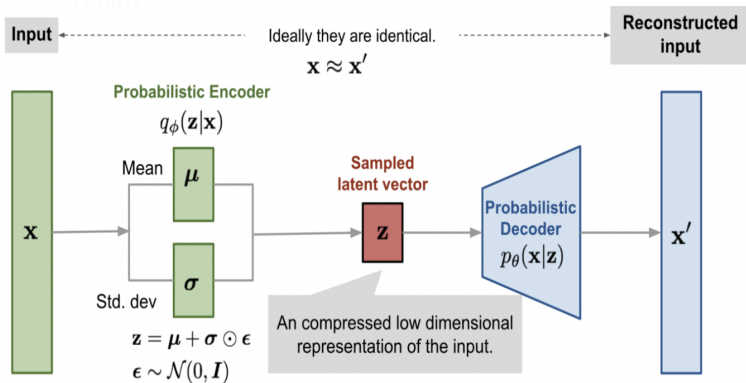 Input
Ideally they are identical.
x ≈ x′
Reconstructed
input
Probabilistic Encoder
qϕ(z|x)
Mean
μ
Sampled
latent vector
x
z
Probabilistic
Decoder
pθ(x|z)
x′
σ
Std. dev
z = μ + σ ⊙ ϵ
ϵ ∼ 𝒩(0, I)
An compressed low dimensional
representation of the input.